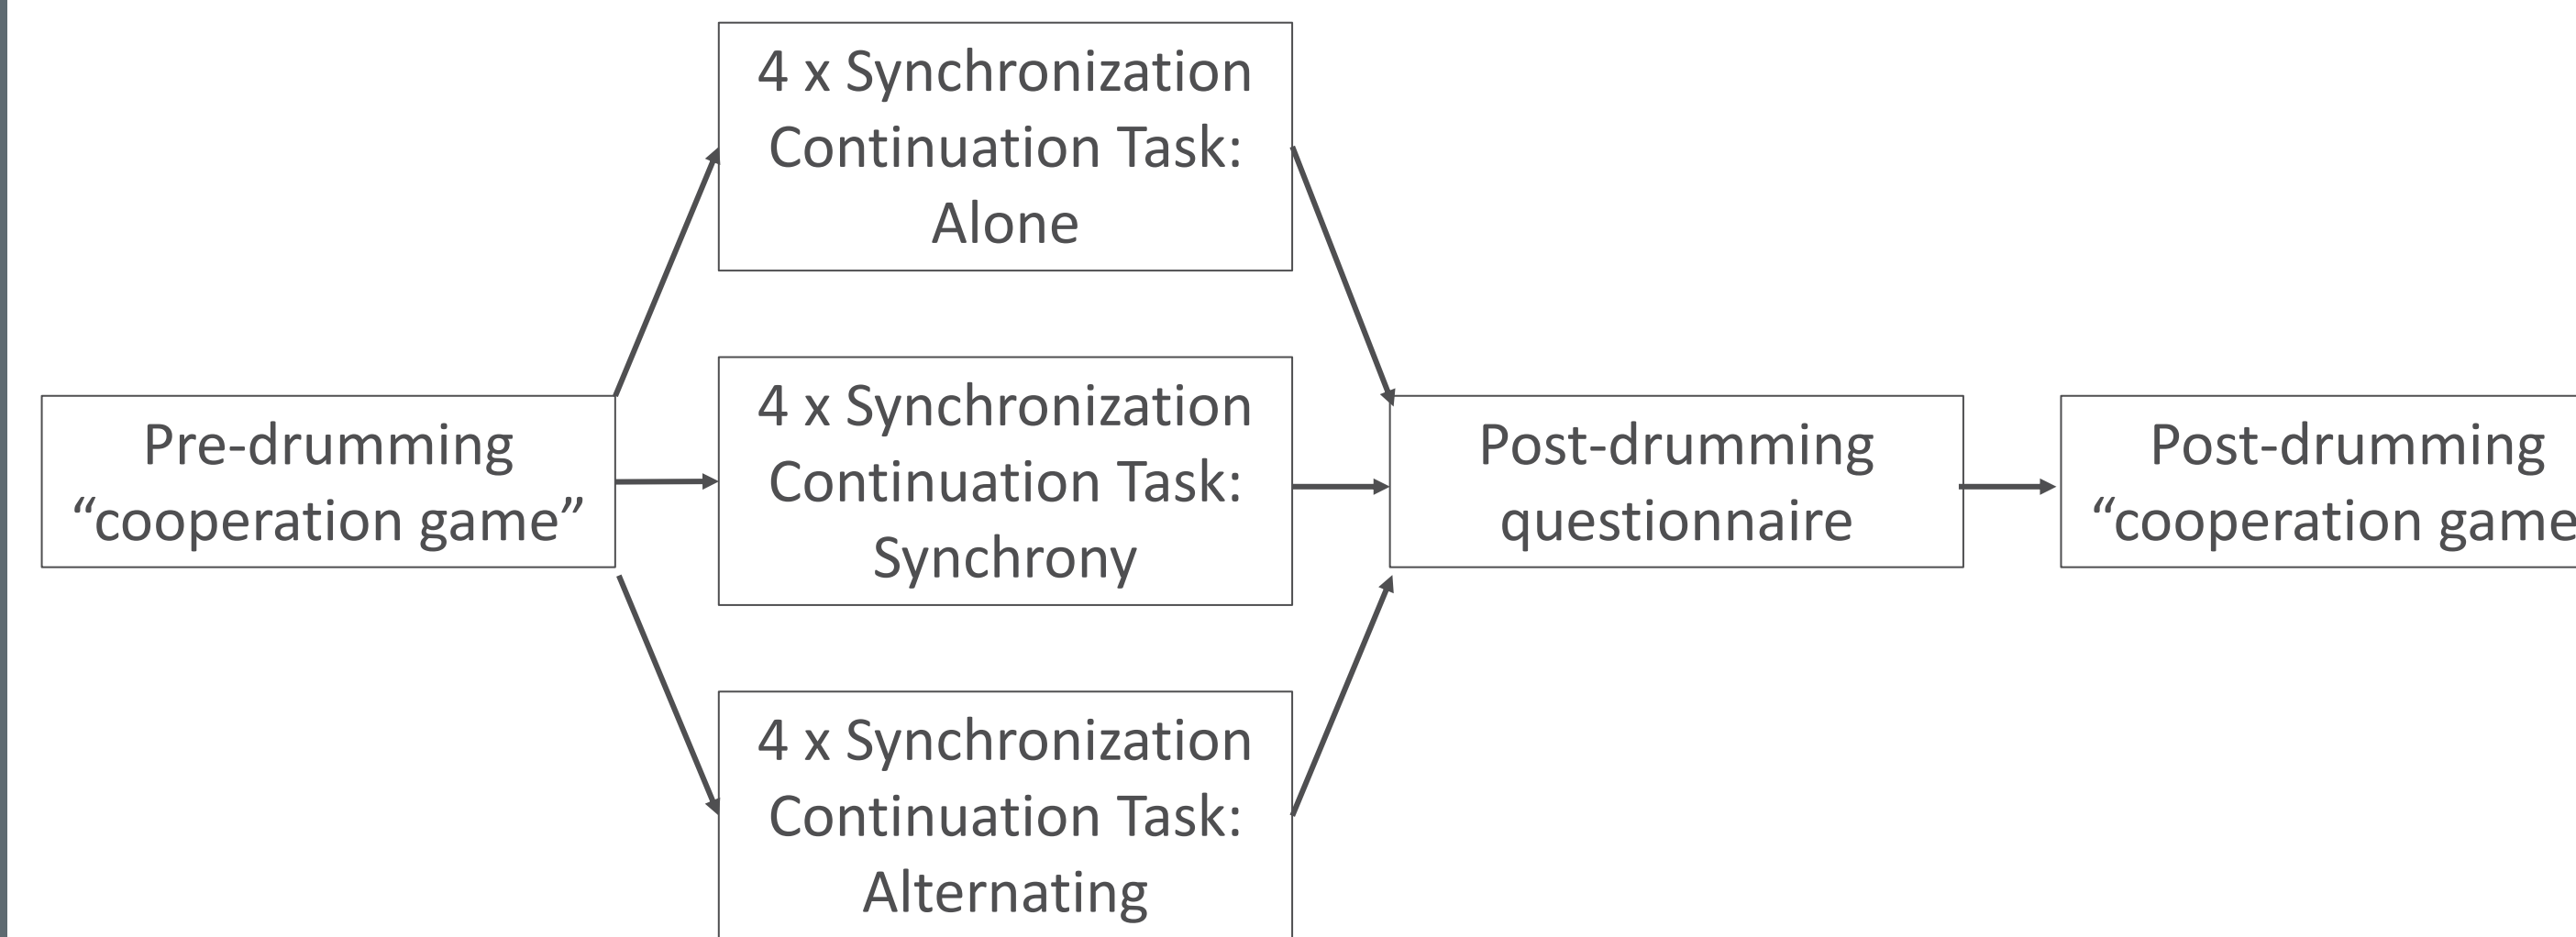 4 x Synchronization
Continuation Task:
Alone
Pre-drumming
“cooperation game”
4 x Synchronization
Continuation Task:
Synchrony
Post-drumming
questionnaire
Post-drumming
“cooperation game
4 x Synchronization
Continuation Task:
Alternating